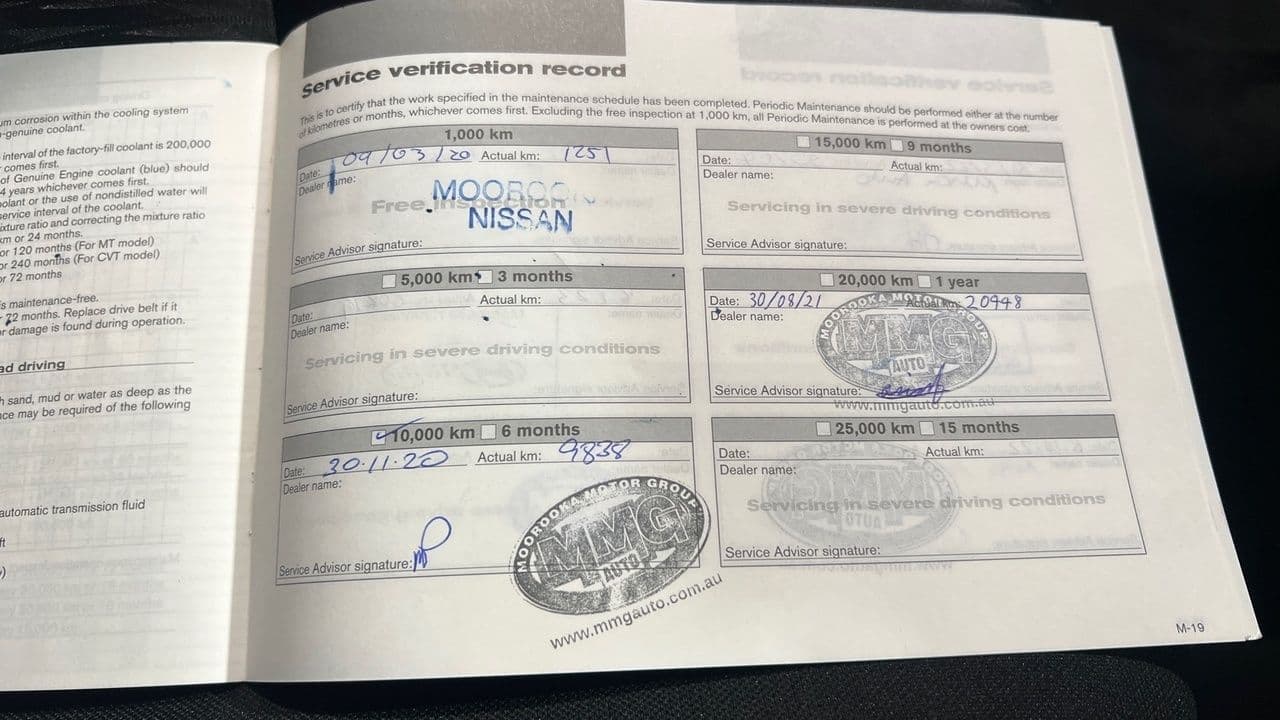 um corrosion within the cooling system
-genuine coolant.
interval of the factory-fill coolant is 200,000
comes first.
of Genuine Engine coolant (blue) should
4 years whichever comes first.
olant or the use of nondistilled water will
service interval of the coolant.
ixture ratio and correcting the mixture ratio
km or 24 months.
or 120 months (For MT model)
or 240 months (For CVT model)
or 72 months
s maintenance-free.
72 months. Replace drive belt if it
r damage is found during operation.
ad driving
h sand, mud or water as deep as the
ce may be required of the following
automatic transmission fluid
ft
Service verification record
This is to certify that the work specified in the maintenance schedule has been completed. Periodic Maintenance should be performed either at the number
of kilometres or months, whichever comes first. Excluding the free inspection at 1,000 km, all Periodic Maintenance is performed at the owners cost.
1,000 km
Date: 09/03/20 Actual km: 1251
Dealer name:
Free Inspection
MOOROO
NISSAN
Service Advisor signature:
5,000 km 3 months
Date: Actual km:
Dealer name:
Servicing in severe driving conditions
Service Advisor signature:
10,000 km 6 months
Date: 30.11.20 Actual km: 9838
Dealer name:
Service Advisor signature:
MOOROOKA MOTOR GROUP
MMG
AUTO
www.mmgauto.com.au
15,000 km 9 months
Date: Actual km:
Dealer name:
Servicing in severe driving conditions
Service Advisor signature:
20,000 km 1 year
Date: 30/08/21 Actual km: 20948
Dealer name:
MOOROOKA MOTOR GROUP
MMG
AUTO
Service Advisor signature:
www.mmgauto.com.au
25,000 km 15 months
Date: Actual km:
Dealer name:
Servicing in severe driving conditions
Service Advisor signature:
M-19